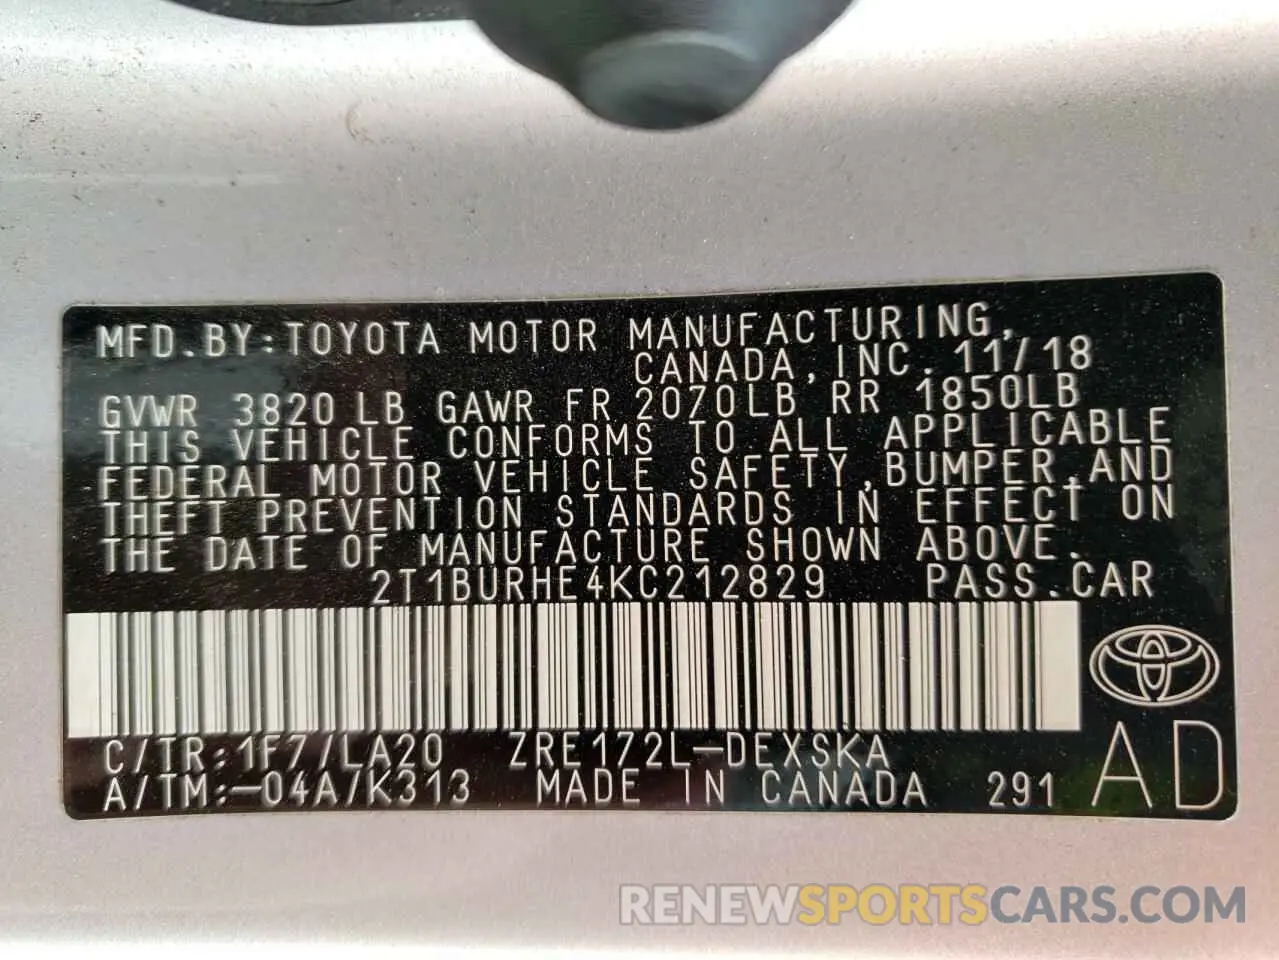 MFD.BY:TOYOTA MOTOR MANUFACTURING,
CANADA,INC. 11/18
GVWR 3820 LB GAWR FR 2070LB RR 1850LB
THIS VEHICLE CONFORMS TO ALL APPLICABLE
FEDERAL MOTOR VEHICLE SAFETY,BUMPER,AND
THEFT PREVENTION STANDARDS IN EFFECT ON
THE DATE OF MANUFACTURE SHOWN ABOVE.
2T1BURHE4KC212829 PASS.CAR
C/TR:1F7/LA20 ZRE172L-DEXSKA
A/TM:-04A/K313 MADE IN CANADA 291 AD
RENEWSPORTSCARS.COM